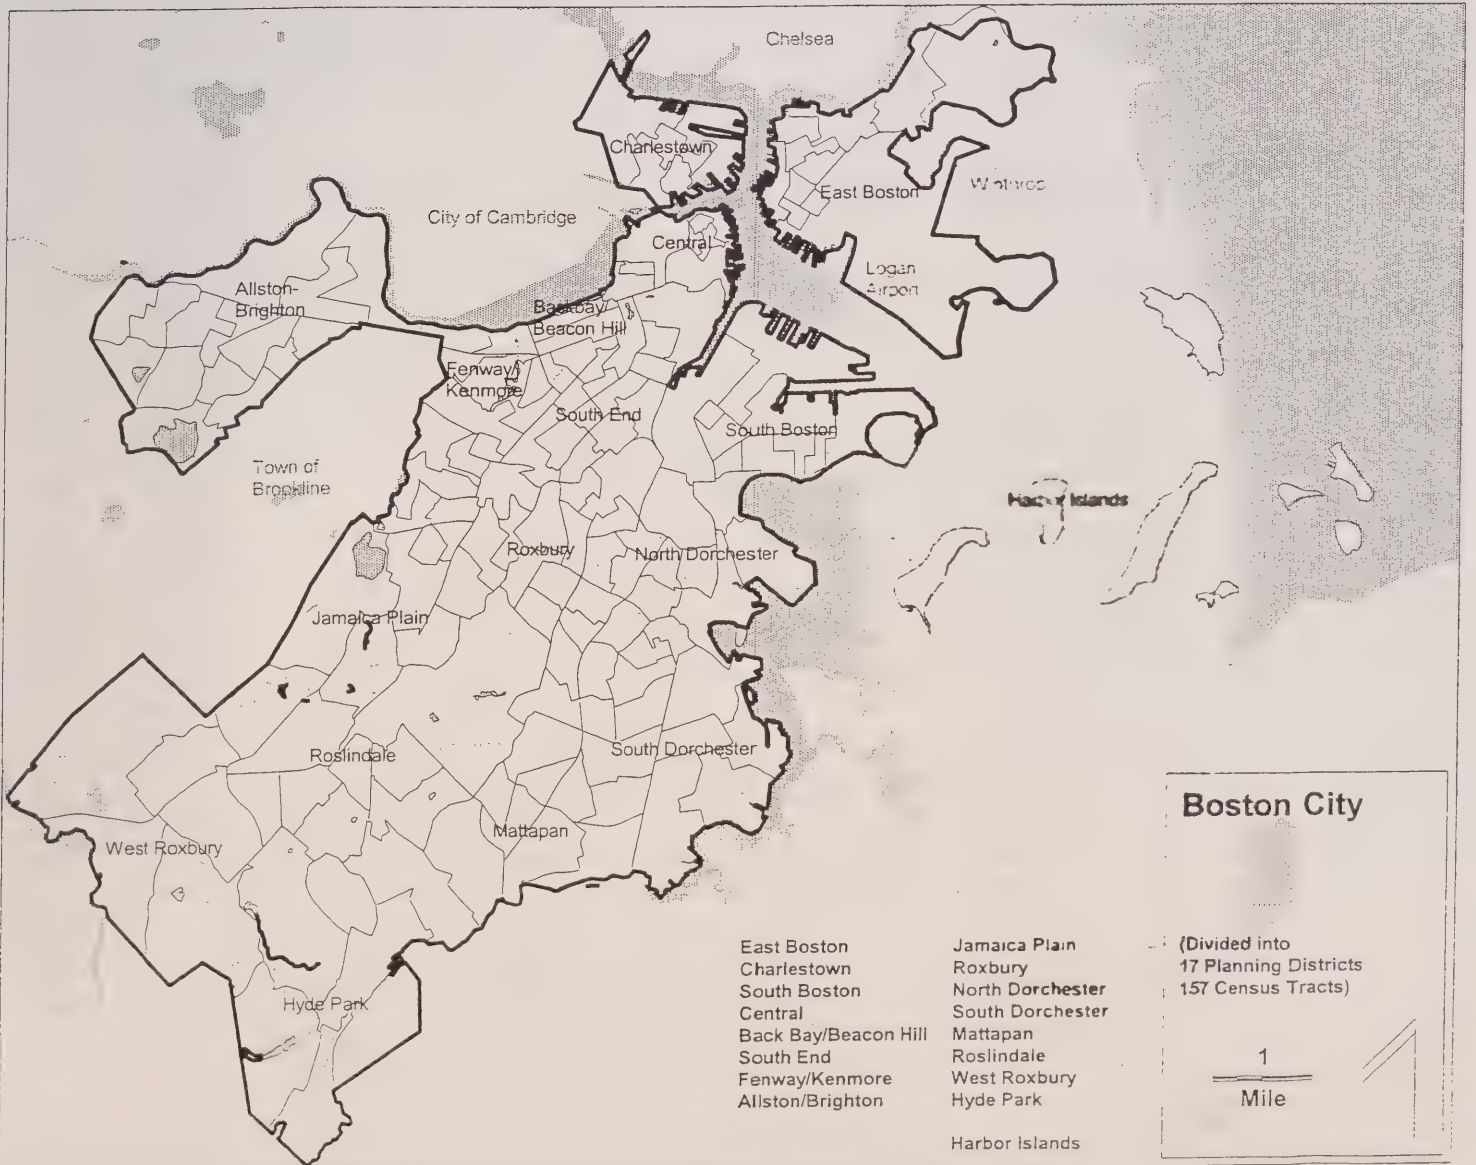 Chelsea
Charlestown
East Boston
Winthrop
City of Cambridge
Central
Logan
Airport
Allston-
Brighton
Backbay/
Beacon Hill
Fenway/
Kenmore
South End
South Boston
Town of
Brookline
Harbor Islands
Roxbury
North Dorchester
Jamaica Plain
Roslindale
South Dorchester
Mattapan
West Roxbury
Hyde Park
East Boston
Charlestown
South Boston
Central
Back Bay/Beacon Hill
South End
Fenway/Kenmore
Allston/Brighton
Jamaica Plain
Roxbury
North Dorchester
South Dorchester
Mattapan
Roslindale
West Roxbury
Hyde Park
Harbor Islands
Boston City
(Divided into
17 Planning Districts
157 Census Tracts)
1
Mile